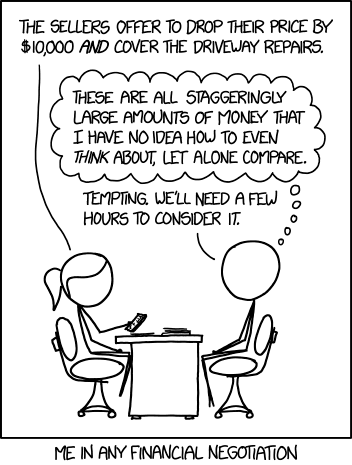 THE SELLERS OFFER TO DROP THEIR PRICE BY
$10,000 AND COVER THE DRIVEWAY REPAIRS.
THESE ARE ALL STAGGERINGLY
LARGE AMOUNTS OF MONEY THAT
I HAVE NO IDEA HOW TO EVEN
THINK ABOUT, LET ALONE COMPARE.
TEMPTING. WE'LL NEED A FEW
HOURS TO CONSIDER IT.
ME IN ANY FINANCIAL NEGOTIATION